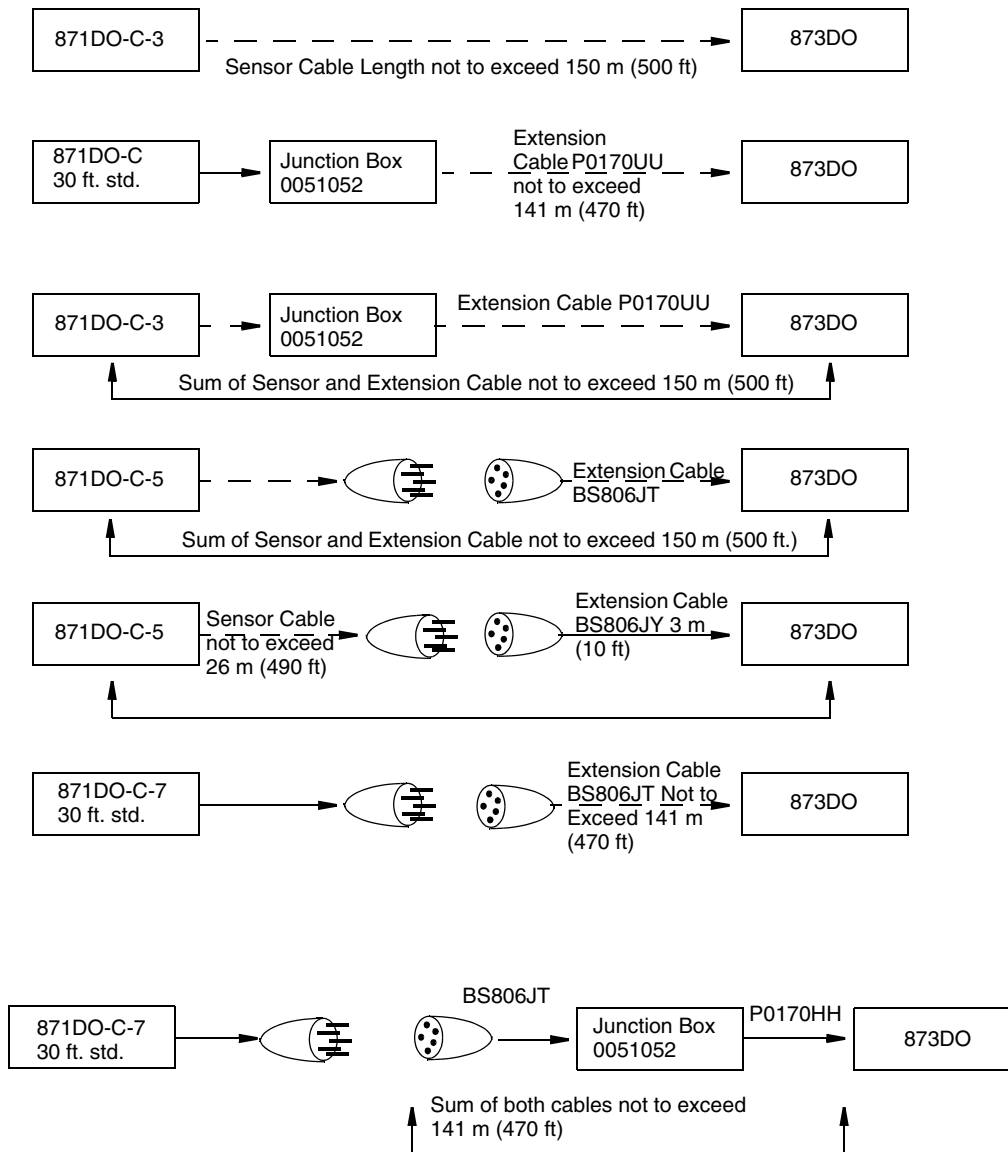 871DO-C-3
873DO
Sensor Cable Length not to exceed 150 m (500 ft)
871DO-C
30 ft. std.
Junction Box
0051052
Extension
Cable P0170UU
not to exceed
141 m (470 ft)
873DO
871DO-C-3
Junction Box
0051052
Extension Cable P0170UU
873DO
Sum of Sensor and Extension Cable not to exceed 150 m (500 ft)
871DO-C-5
Extension Cable
BS806JT
873DO
Sum of Sensor and Extension Cable not to exceed 150 m (500 ft.)
871DO-C-5
Sensor Cable
not to exceed
26 m (490 ft)
Extension Cable
BS806JY 3 m
(10 ft)
873DO
871DO-C-7
30 ft. std.
Extension Cable
BS806JT Not to
Exceed 141 m
(470 ft)
873DO
871DO-C-7
30 ft. std.
BS806JT
Junction Box
0051052
P0170HH
873DO
Sum of both cables not to exceed
141 m (470 ft)